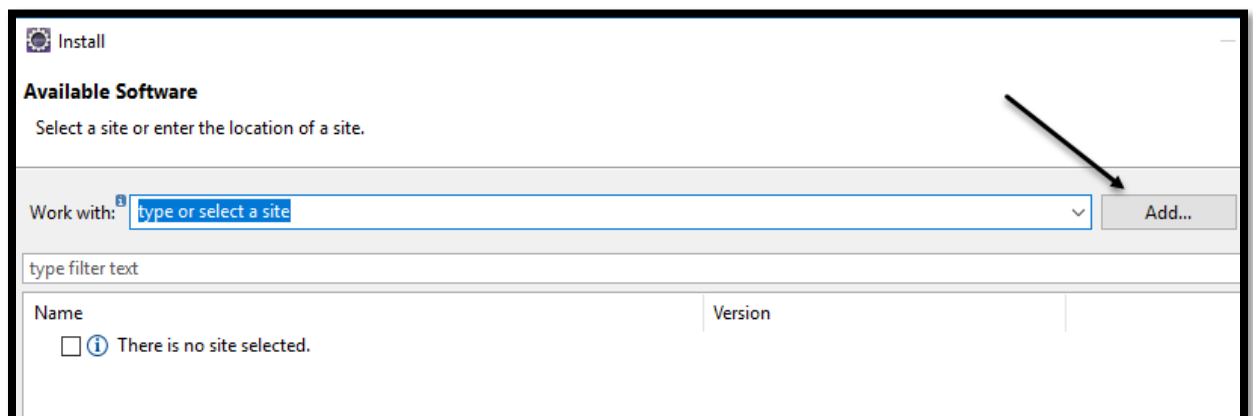 Install
Available Software
Select a site or enter the location of a site.
Work with: type or select a site Add...
type filter text
Name Version
There is no site selected.